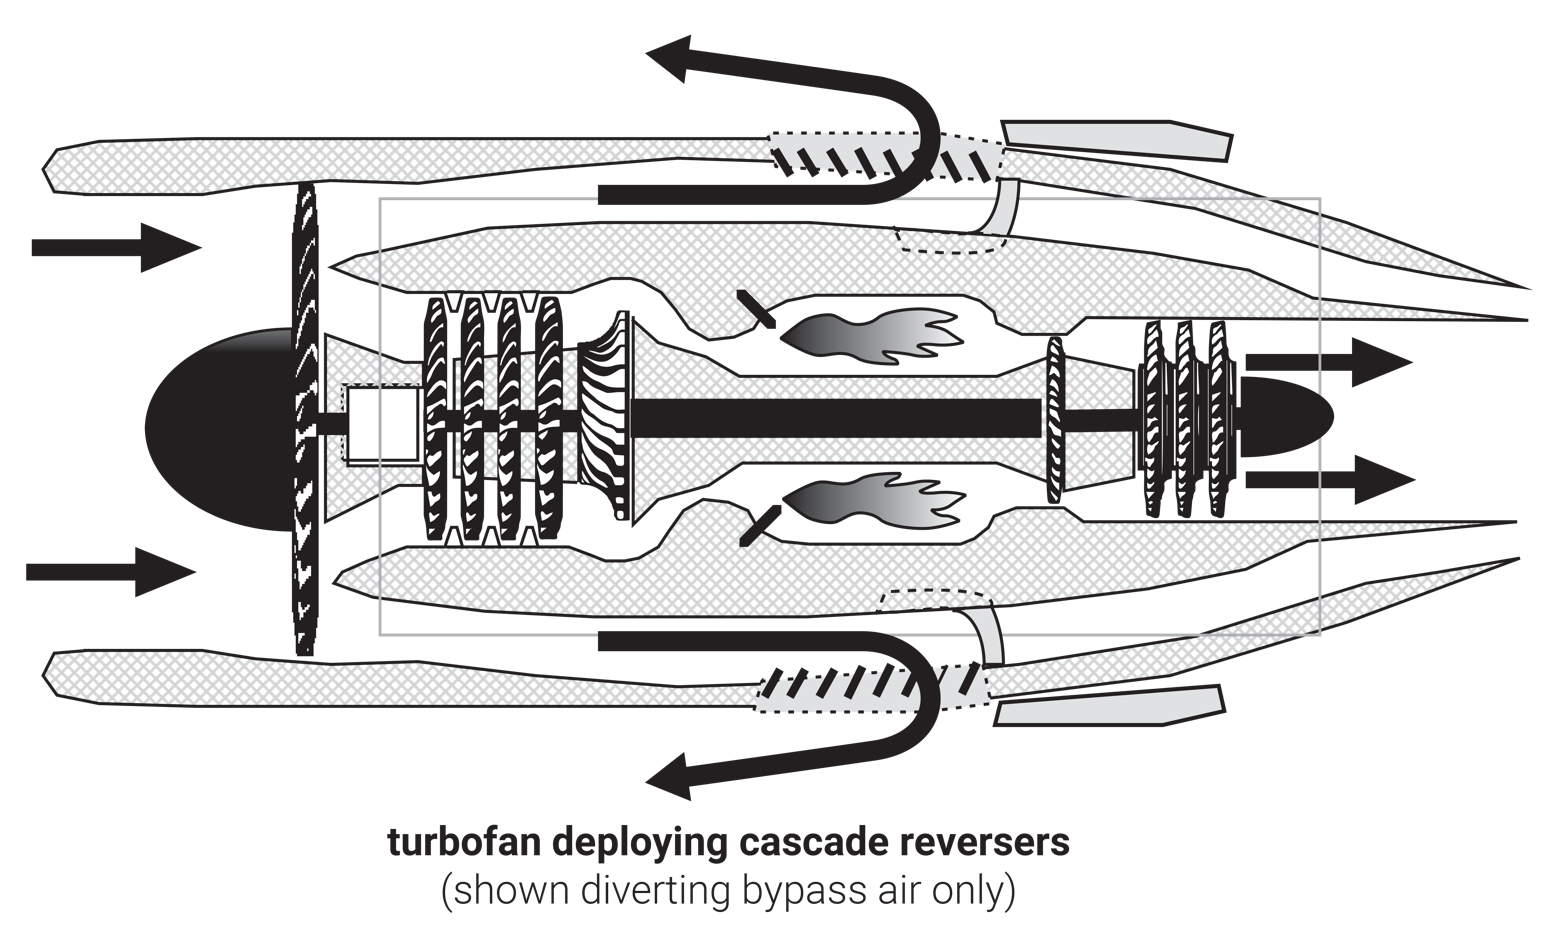 turbofan deploying cascade reversers
(shown diverting bypass air only)